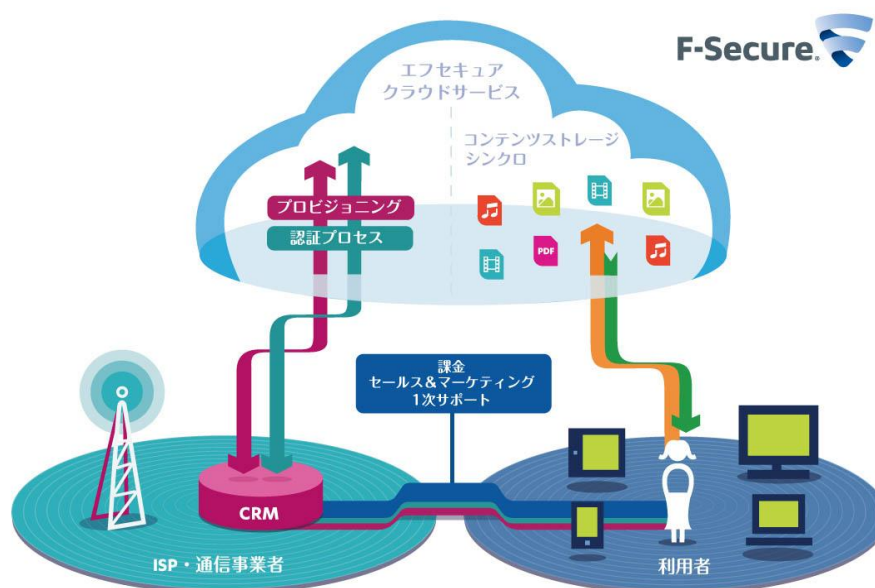 F-Secure®
エフセキュア
クラウドサービス
コンテンツストレージ
シンクロ
プロビジョニング
認証プロセス
PDF
課金
セールス＆マーケティング
1次サポート
CRM
ISP・通信事業者
利用者